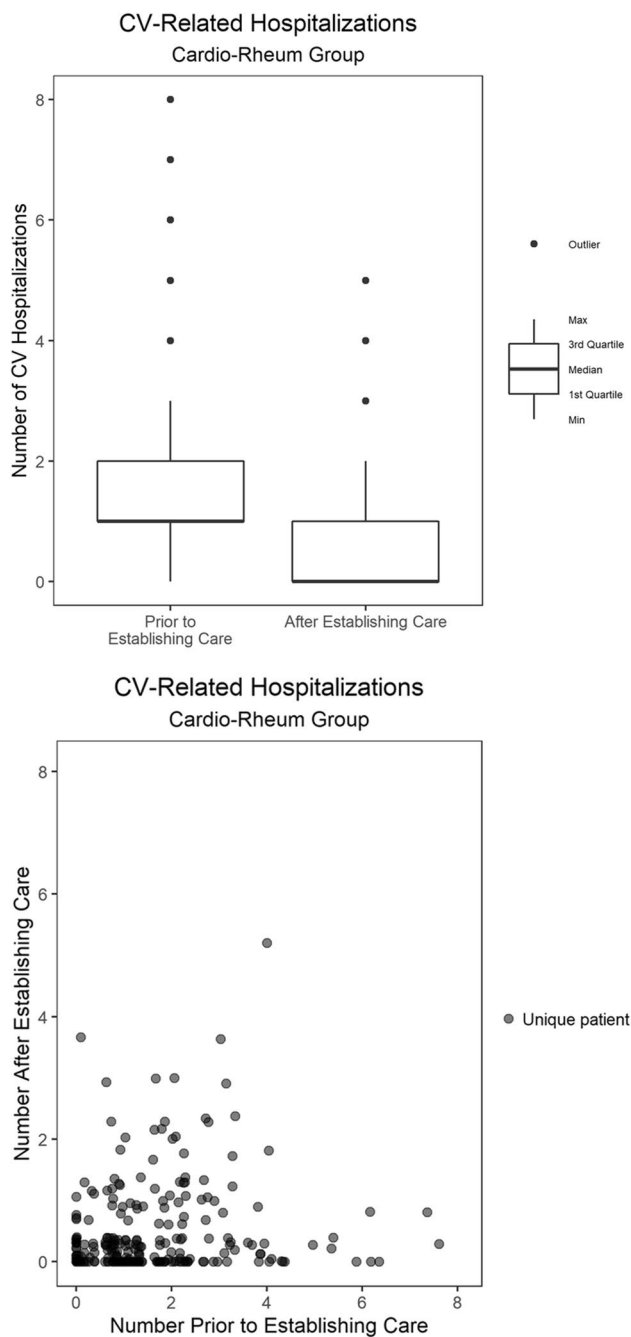 CV-Related Hospitalizations
Cardio-Rheum Group
Number of CV Hospitalizations
8
6
4
2
0
Prior to
Establishing Care
After Establishing Care
Outlier
Max
3rd Quartile
Median
1st Quartile
Min
CV-Related Hospitalizations
Cardio-Rheum Group
Number After Establishing Care
8
6
4
2
0
0 2 4 6 8
Number Prior to Establishing Care
Unique patient